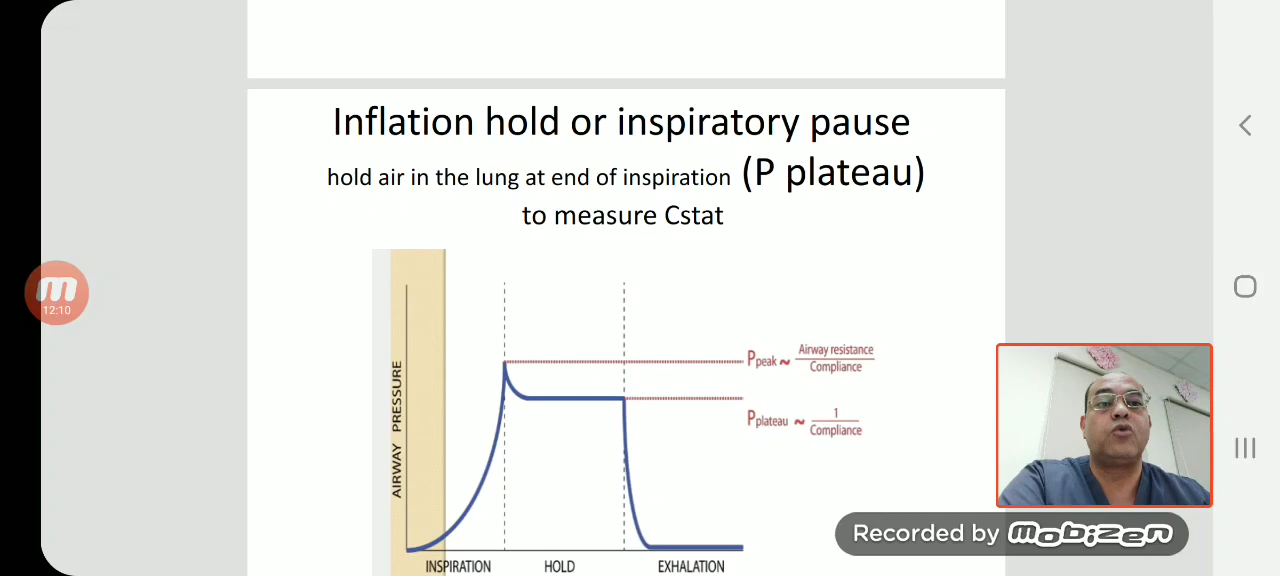 Inflation hold or inspiratory pause
hold air in the lung at end of inspiration (P plateau)
to measure Cstat
AIRWAY PRESSURE
Ppeak ~ Airway resistance
Compliance
Pplateau ~ 1
Compliance
INSPIRATION HOLD EXHALATION
m
12:10
Recorded by mobizen